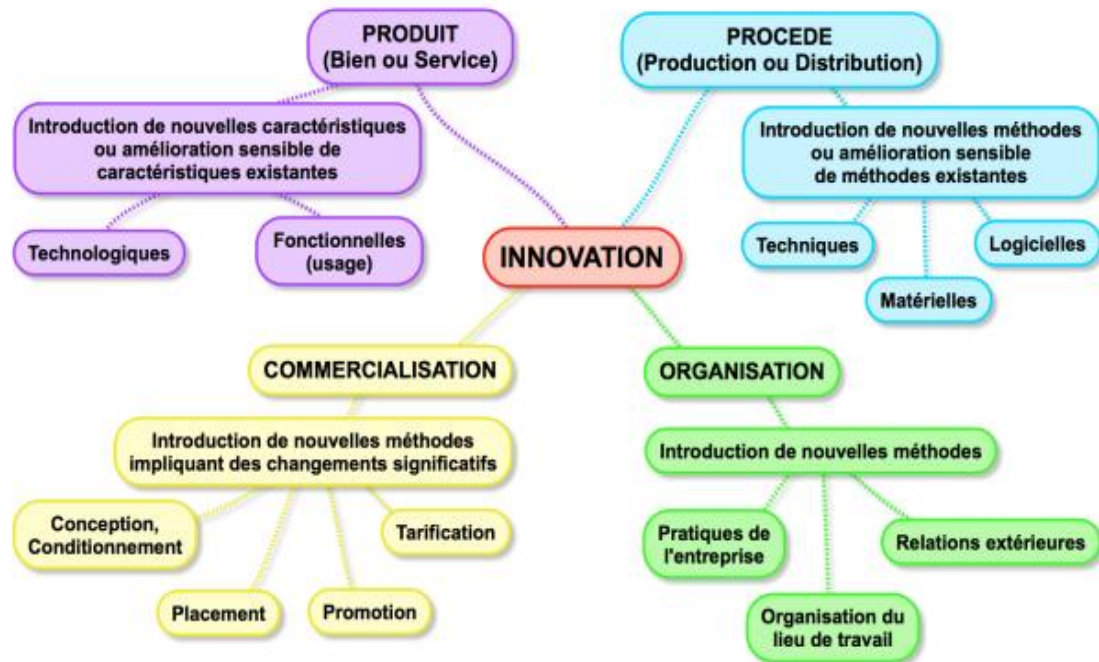 PRODUIT
(Bien ou Service)
Introduction de nouvelles caractéristiques
ou amélioration sensible de
caractéristiques existantes
Technologiques
Fonctionnelles
(usage)
PROCEDE
(Production ou Distribution)
Introduction de nouvelles méthodes
ou amélioration sensible
de méthodes existantes
Techniques
Matérielles
Logicielles
INNOVATION
COMMERCIALISATION
Introduction de nouvelles méthodes
impliquant des changements significatifs
Conception,
Conditionnement
Placement
Promotion
Tarification
ORGANISATION
Introduction de nouvelles méthodes
Pratiques de
l'entreprise
Organisation du
lieu de travail
Relations extérieures